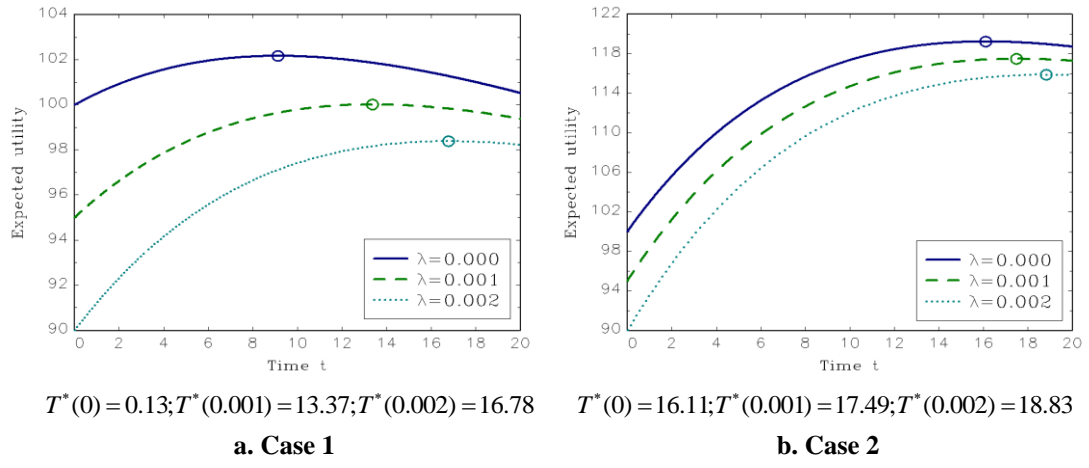 104
102
100
98
96
94
92
90
Expected utility
0 2 4 6 8 10 12 14 16 18 20
Time t
λ=0.000
λ=0.001
λ=0.002
T*(0) = 0.13;T*(0.001) = 13.37;T*(0.002) = 16.78
a. Case 1
122
118
114
110
106
102
98
94
90
Expected utility
0 2 4 6 8 10 12 14 16 18 20
Time t
λ=0.000
λ=0.001
λ=0.002
T*(0) = 16.11;T*(0.001) = 17.49;T*(0.002) = 18.83
b. Case 2